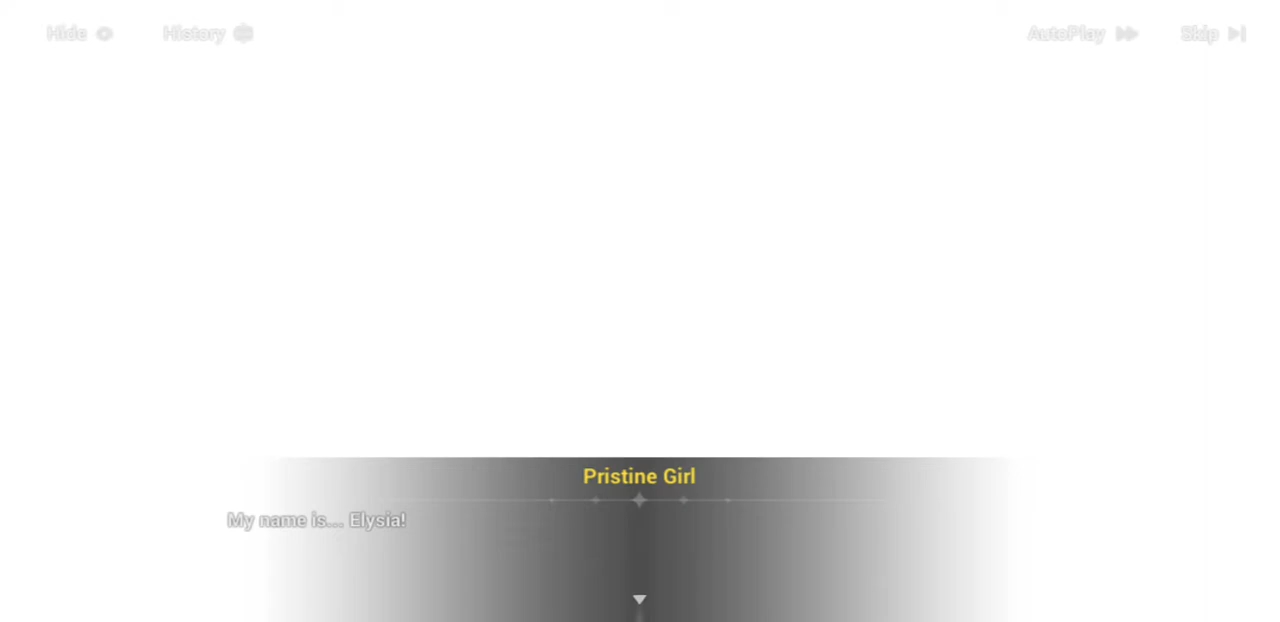 Hide
History
AutoPlay
Skip
Pristine Girl
My name is... Elysia!